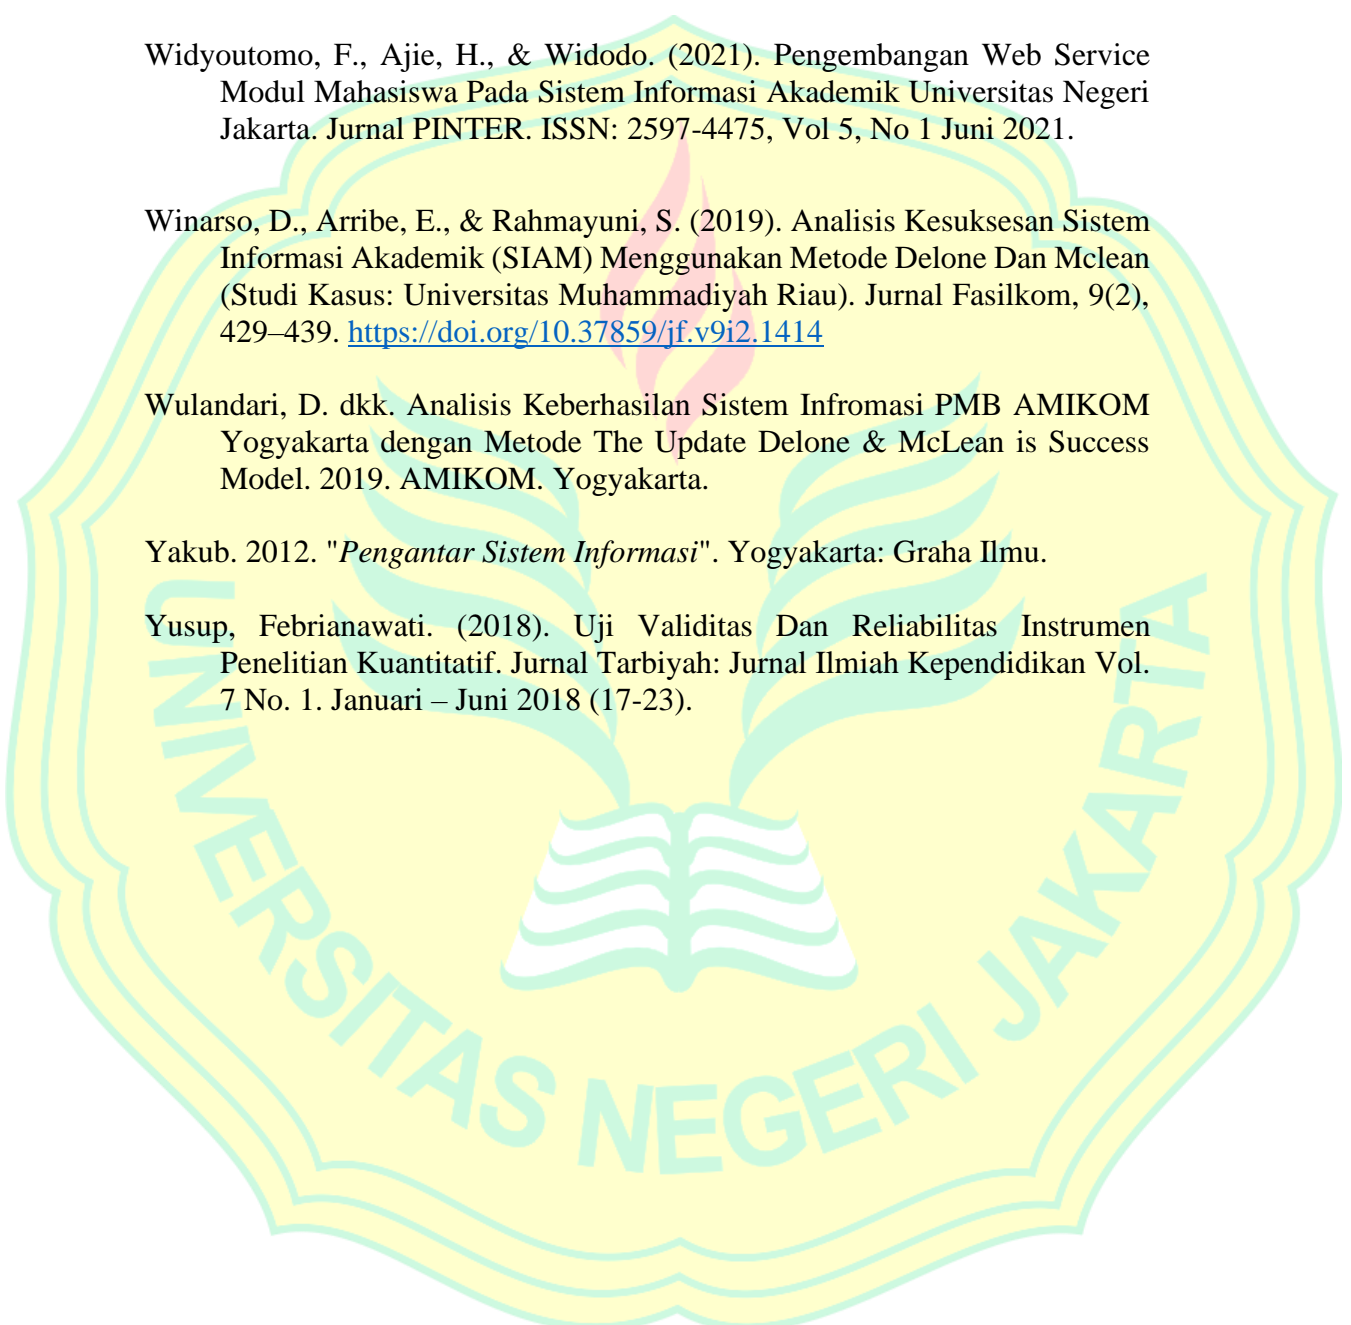 Widyoutomo, F., Ajie, H., & Widodo. (2021). Pengembangan Web Service
Modul Mahasiswa Pada Sistem Informasi Akademik Universitas Negeri
Jakarta. Jurnal PINTER. ISSN: 2597-4475, Vol 5, No 1 Juni 2021.
Winarso, D., Arribe, E., & Rahmayuni, S. (2019). Analisis Kesuksesan Sistem
Informasi Akademik (SIAM) Menggunakan Metode Delone Dan Mclean
(Studi Kasus: Universitas Muhammadiyah Riau). Jurnal Fasilkom, 9(2),
429–439. https://doi.org/10.37859/jf.v9i2.1414
Wulandari, D. dkk. Analisis Keberhasilan Sistem Infromasi PMB AMIKOM
Yogyakarta dengan Metode The Update Delone & McLean is Success
Model. 2019. AMIKOM. Yogyakarta.
Yakub. 2012. "Pengantar Sistem Informasi". Yogyakarta: Graha Ilmu.
Yusup, Febrianawati. (2018). Uji Validitas Dan Reliabilitas Instrumen
Penelitian Kuantitatif. Jurnal Tarbiyah: Jurnal Ilmiah Kependidikan Vol.
7 No. 1. Januari – Juni 2018 (17-23).
UNIVERSITAS NEGERI JAKARTA